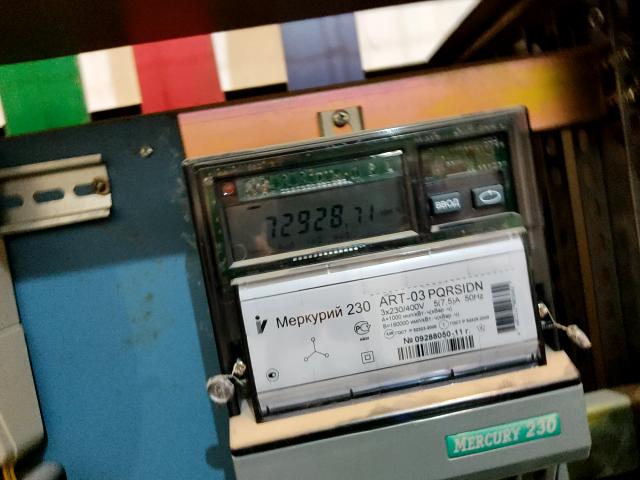 72928 71
ВВОД
Меркурий 230
ART-03 PQRSIDN
3x230/400V 5(7,5)A 50Hz
№ 09288050-11 г.
MERCURY 230